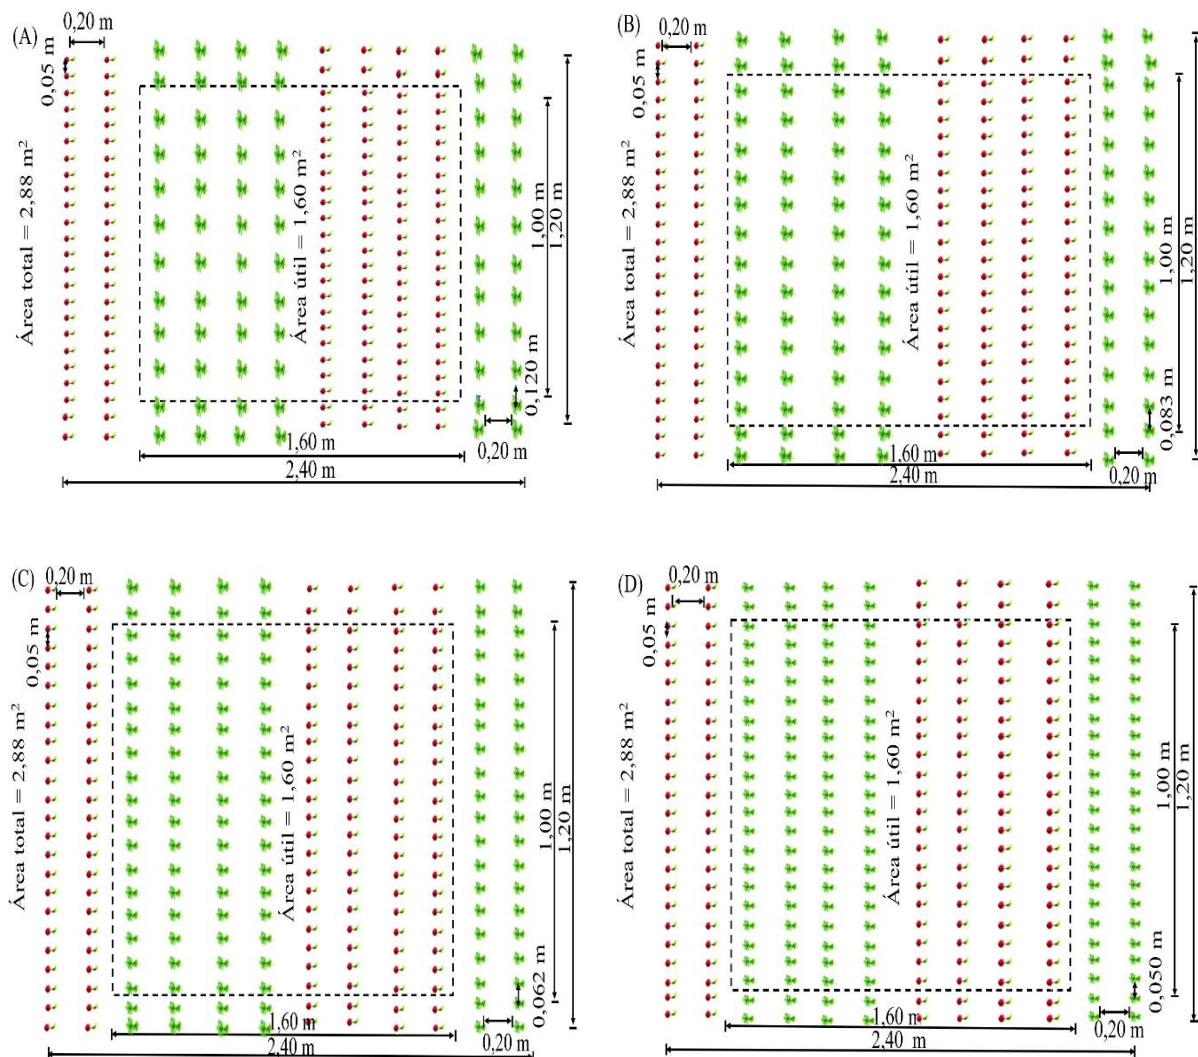 (A)
0,20 m
0,05 m
Área total = 2,88 m²
Área útil = 1,60 m²
1,00 m
1,20 m
0,120 m
0,20 m
1,60 m
2,40 m
(B)
0,20 m
0,05 m
Área total = 2,88 m²
Área útil = 1,60 m²
1,00 m
1,20 m
0,083 m
0,20 m
1,60 m
2,40 m
(C)
0,20 m
0,05 m
Área total = 2,88 m²
Área útil = 1,60 m²
1,00 m
1,20 m
0,062 m
0,20 m
1,60 m
2,40 m
(D)
0,20 m
0,05 m
Área total = 2,88 m²
Área útil = 1,60 m²
1,00 m
1,20 m
0,050 m
0,20 m
1,60 m
2,40 m